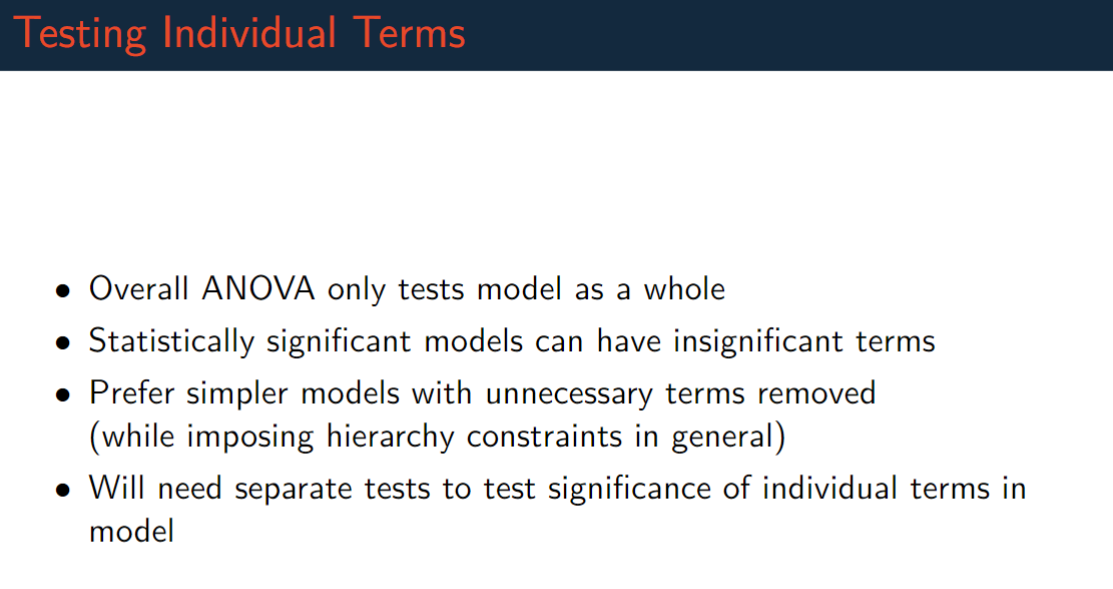 Testing Individual Terms
• Overall ANOVA only tests model as a whole
• Statistically significant models can have insignificant terms
• Prefer simpler models with unnecessary terms removed
(while imposing hierarchy constraints in general)
• Will need separate tests to test significance of individual terms in
model